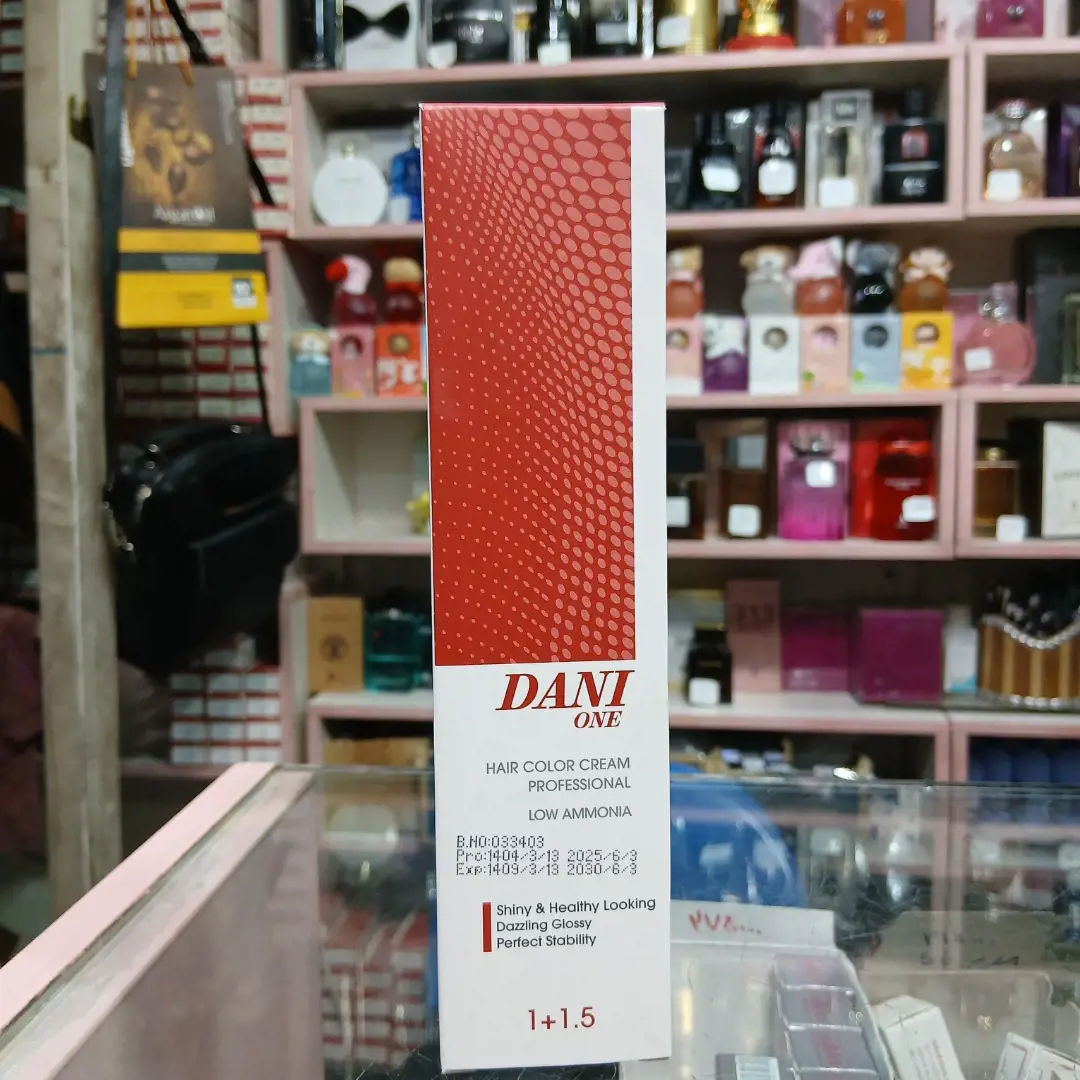 DANI
ONE
HAIR COLOR CREAM
PROFESSIONAL
LOW AMMONIA
B.NO:033403
Pro:1404/3/13 2025/6/3
Exp:1409/3/13 2030/6/3
Shiny & Healthy Looking
Dazzling Glossy
Perfect Stability
1+1.5